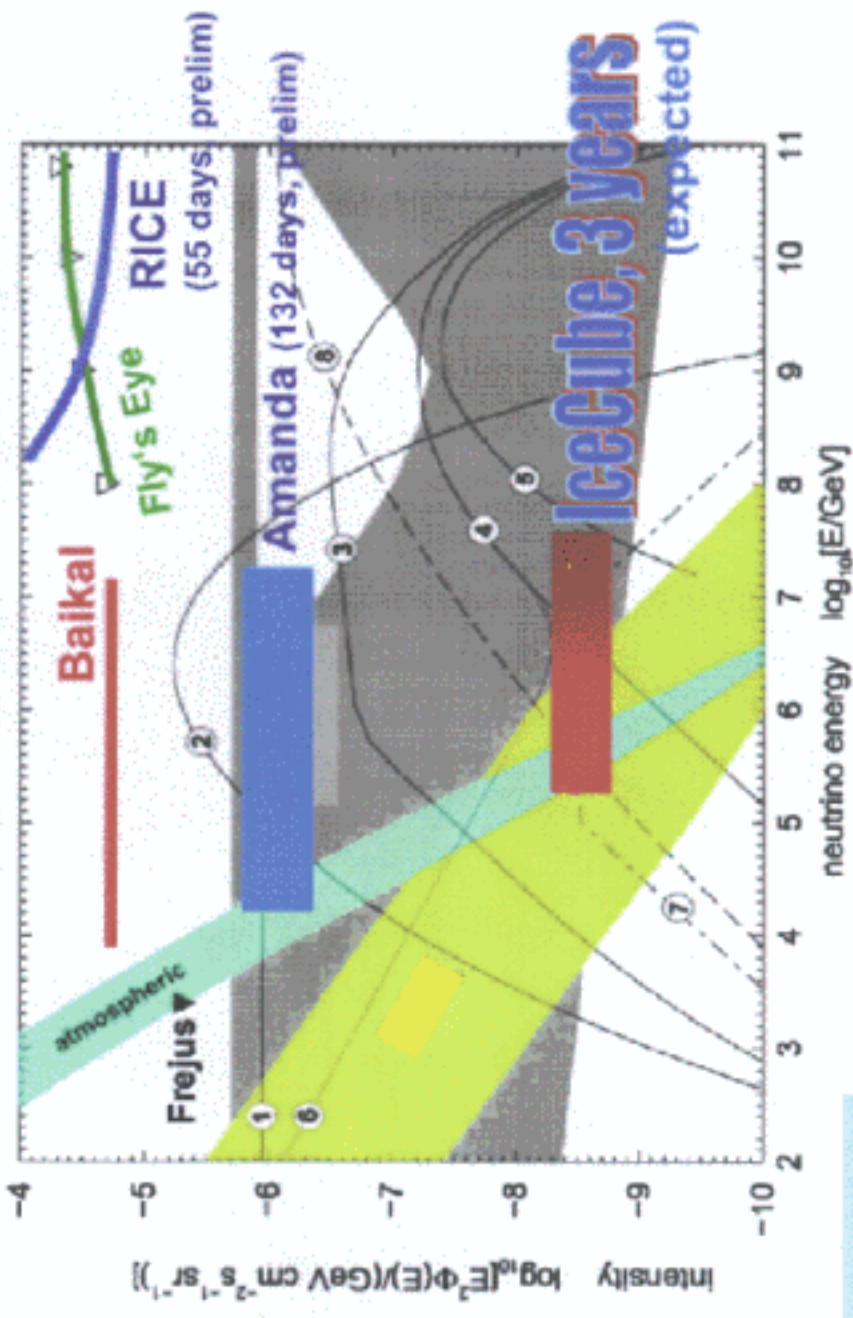 -4
-5
-6
-7
-8
-9
-10
intensity log₁₀[E²Φ(E)/(GeV cm⁻²s⁻¹sr⁻¹)]
2
3
4
5
6
7
8
9
10
11
neutrino energy log₁₀[E/GeV]
atmospheric
Frejus
Baikal
Fly's Eye
RICE
(55 days, prelim)
Amanda (132 days, prelim)
IceCube, 3 years
(expected)
1
6
2
3
8
4
5
7